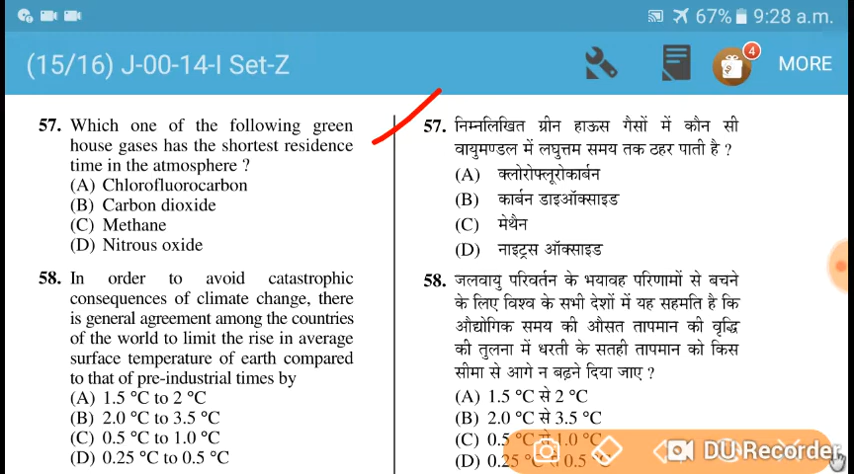 67% 9:28 a.m.
(15/16) J-00-14-I Set-Z
4
MORE
57. Which one of the following green
house gases has the shortest residence
time in the atmosphere ?
(A) Chlorofluorocarbon
(B) Carbon dioxide
(C) Methane
(D) Nitrous oxide
58. In order to avoid catastrophic
consequences of climate change, there
is general agreement among the countries
of the world to limit the rise in average
surface temperature of earth compared
to that of pre-industrial times by
(A) 1.5 °C to 2 °C
(B) 2.0 °C to 3.5 °C
(C) 0.5 °C to 1.0 °C
(D) 0.25 °C to 0.5 °C
57. निम्नलिखित ग्रीन हाऊस गैसों में कौन सी
वायुमण्डल में लघुत्तम समय तक ठहर पाती है ?
(A) क्लोरोफ्लूरोकार्बन
(B) कार्बन डाइऑक्साइड
(C) मेथैन
(D) नाइट्रस ऑक्साइड
58. जलवायु परिवर्तन के भयावह परिणामों से बचने
के लिए विश्व के सभी देशों में यह सहमति है कि
औद्योगिक समय की औसत तापमान की वृद्धि
की तुलना में धरती के सतही तापमान को किस
सीमा से आगे न बढ़ने दिया जाए ?
(A) 1.5 °C से 2 °C
(B) 2.0 °C से 3.5 °C
(C) 0.5 °C से 1.0 °C
(D) 0.25 °C से 0.5 °C
DU Recorder